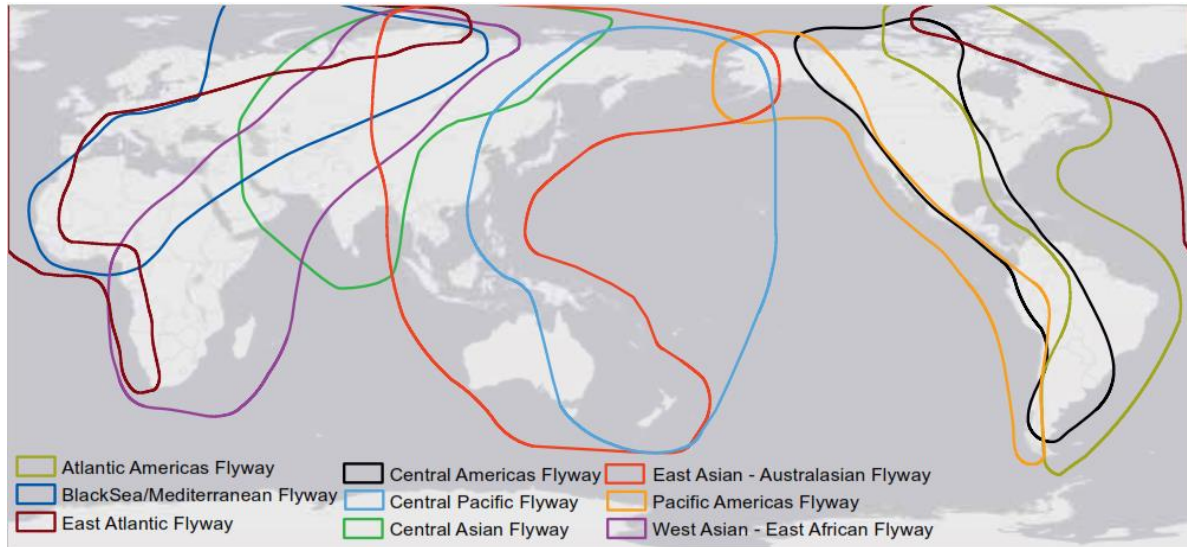 Atlantic Americas Flyway
BlackSea/Mediterranean Flyway
East Atlantic Flyway
Central Americas Flyway
Central Pacific Flyway
Central Asian Flyway
East Asian - Australasian Flyway
Pacific Americas Flyway
West Asian - East African Flyway